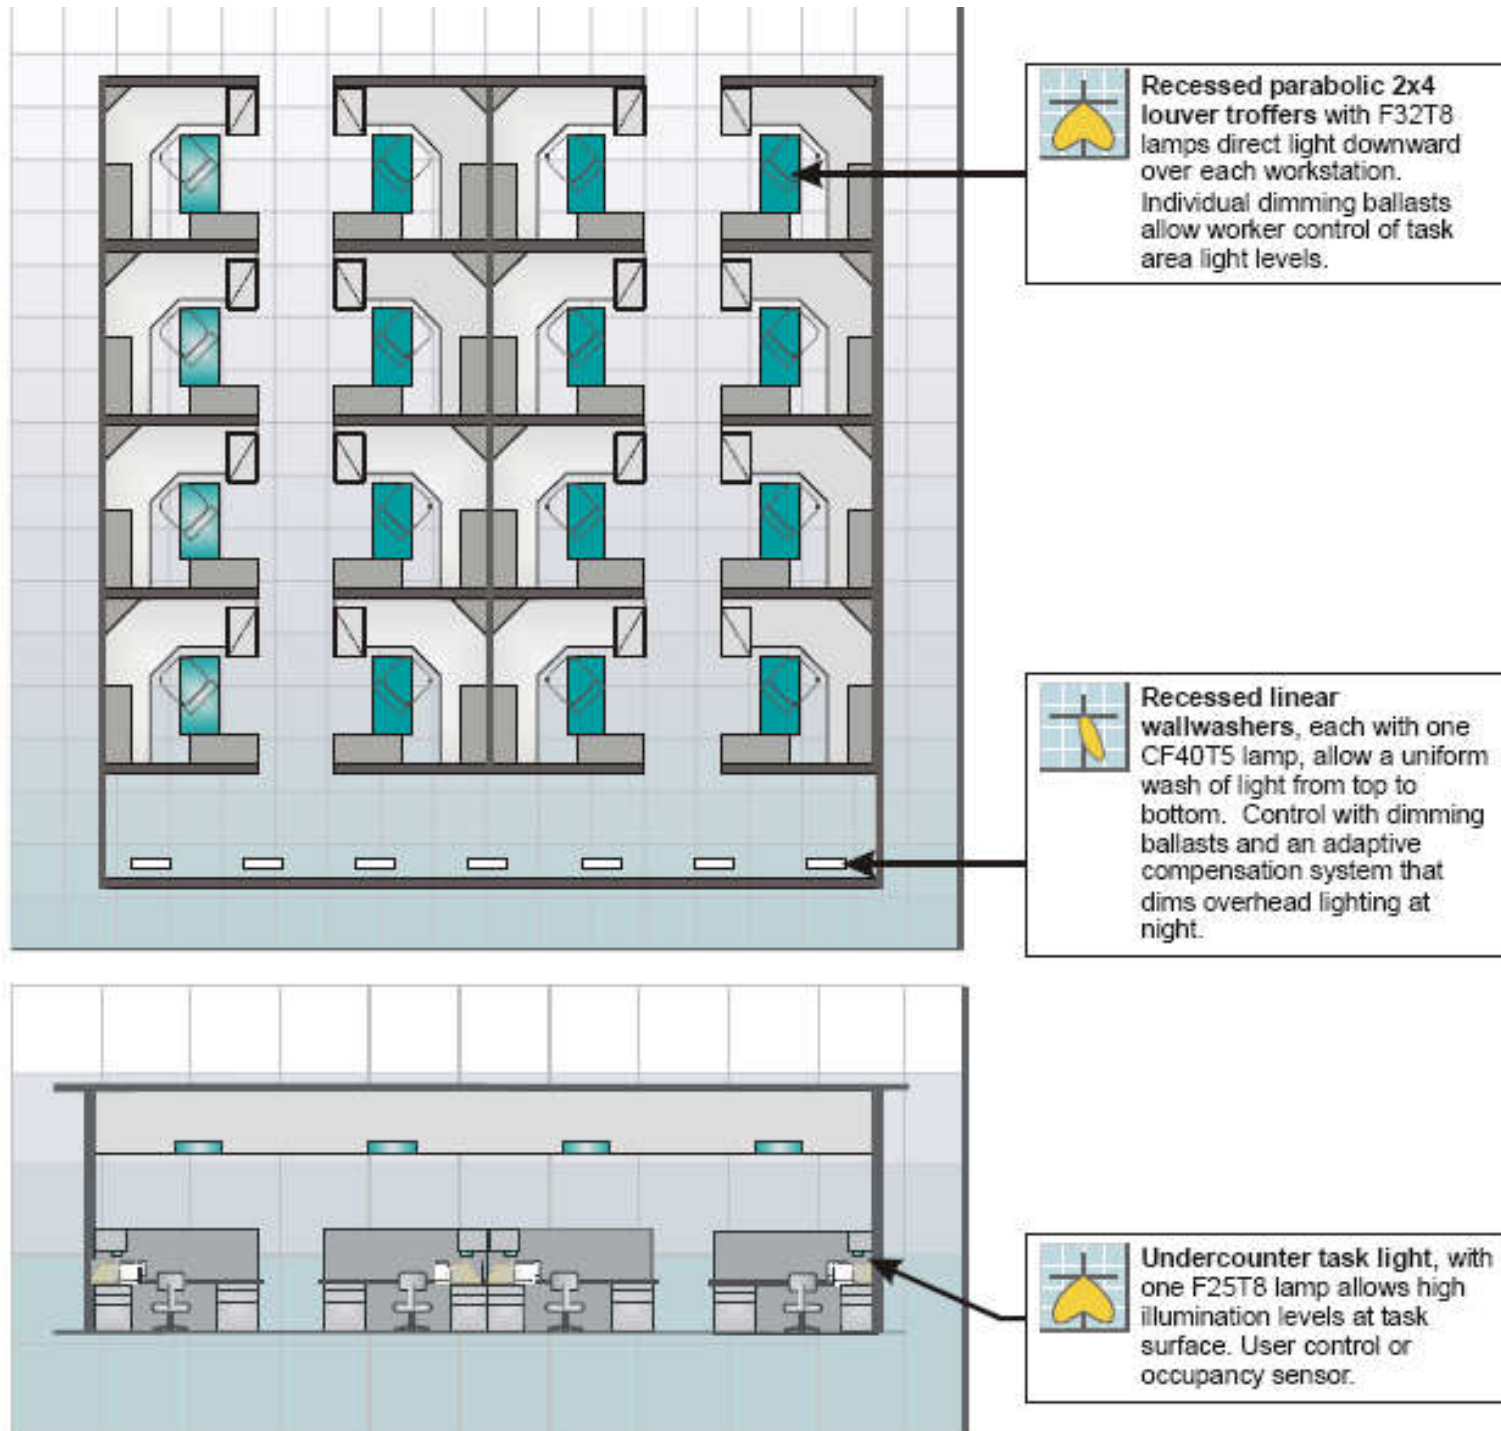 Recessed parabolic 2x4
louver troffers with F32T8
lamps direct light downward
over each workstation.
Individual dimming ballasts
allow worker control of task
area light levels.
Recessed linear
wallwashers, each with one
CF40T5 lamp, allow a uniform
wash of light from top to
bottom. Control with dimming
ballasts and an adaptive
compensation system that
dims overhead lighting at
night.
Undercounter task light, with
one F25T8 lamp allows high
illumination levels at task
surface. User control or
occupancy sensor.